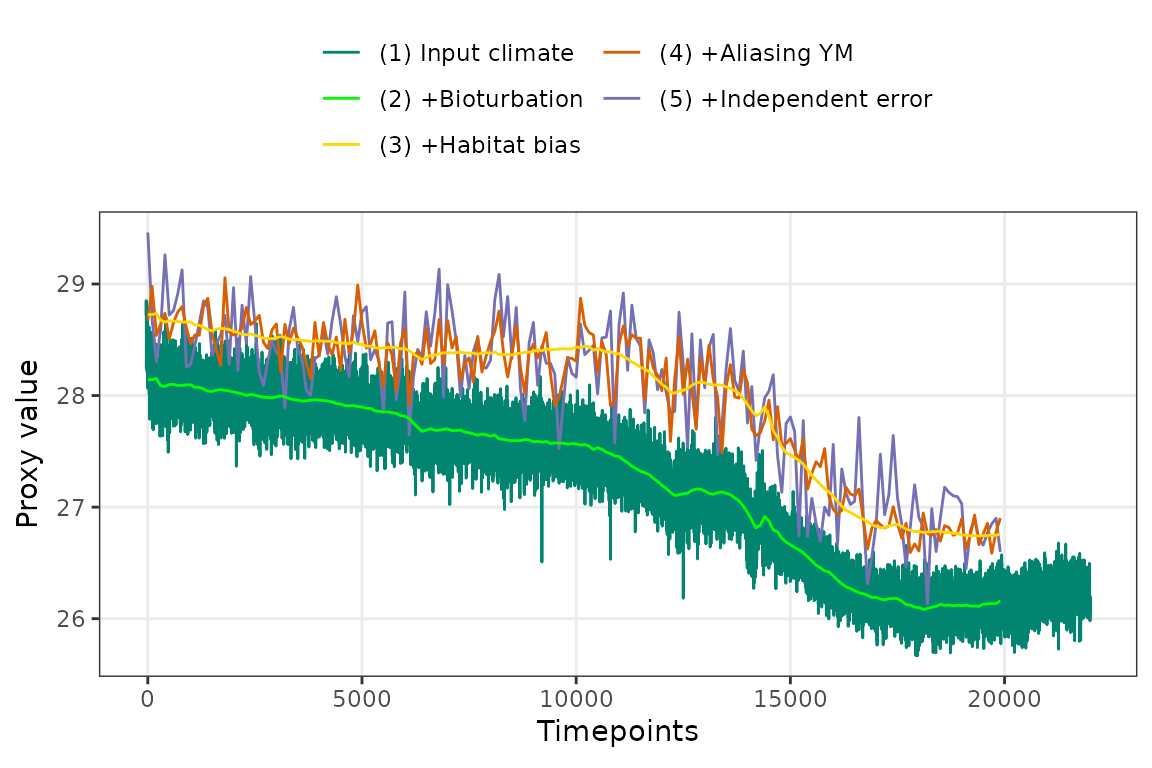 (1) Input climate (4) +Aliasing YM
(2) +Bioturbation (5) +Independent error
(3) +Habitat bias
Proxy value
29
28
27
26
0 5000 10000 15000 20000
Timepoints